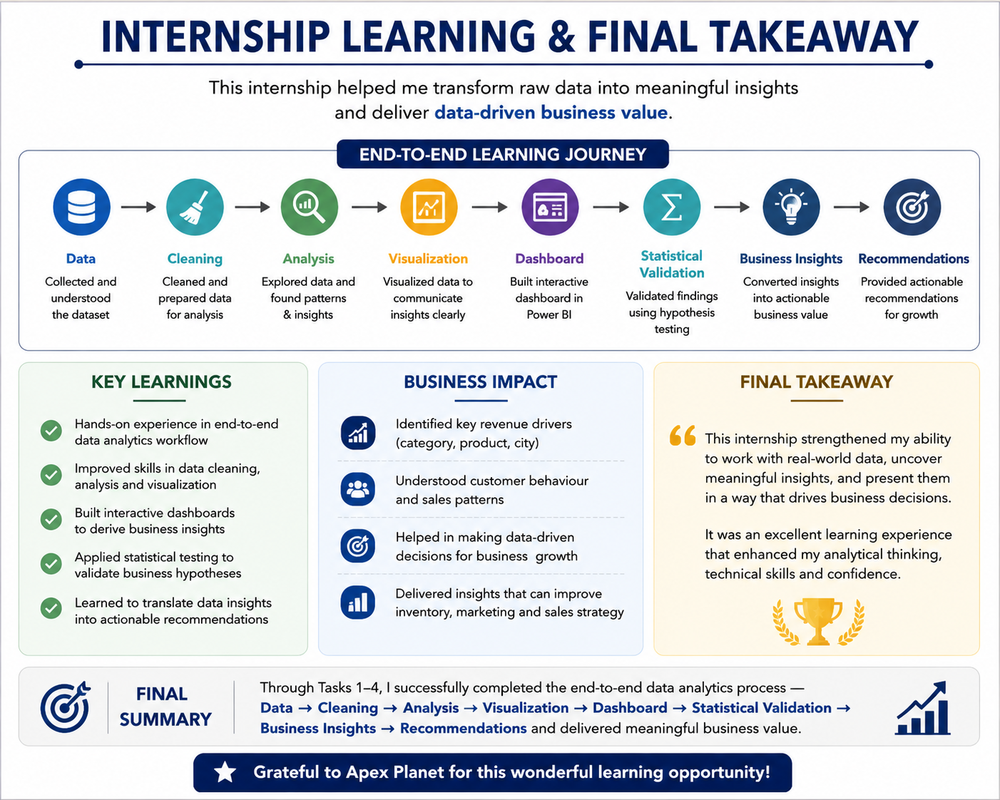 INTERNSHIP LEARNING & FINAL TAKEAWAY
This internship helped me transform raw data into meaningful insights
and deliver data-driven business value.
END-TO-END LEARNING JOURNEY
Data
Collected and
understood
the dataset
Cleaning
Cleaned and
prepared data
for analysis
Analysis
Explored data and
found patterns
& insights
Visualization
Visualized data to
communicate
insights clearly
Dashboard
Built interactive
dashboard in
Power BI
Σ
Statistical
Validation
Validated findings
using hypothesis
testing
Business Insights
Converted insights
into actionable
business value
Recommendations
Provided actionable
recommendations
for growth
KEY LEARNINGS
Hands-on experience in end-to-end
data analytics workflow
Improved skills in data cleaning,
analysis and visualization
Built interactive dashboards
to derive business insights
Applied statistical testing to
validate business hypotheses
Learned to translate data insights
into actionable recommendations
BUSINESS IMPACT
Identified key revenue drivers
(category, product, city)
Understood customer behaviour
and sales patterns
Helped in making data-driven
decisions for business growth
Delivered insights that can improve
inventory, marketing and sales strategy
FINAL TAKEAWAY
“ This internship strengthened my ability
to work with real-world data, uncover
meaningful insights, and present them
in a way that drives business decisions.
It was an excellent learning experience
that enhanced my analytical thinking,
technical skills and confidence.
FINAL
SUMMARY
Through Tasks 1–4, I successfully completed the end-to-end data analytics process —
Data → Cleaning → Analysis → Visualization → Dashboard → Statistical Validation →
Business Insights → Recommendations and delivered meaningful business value.
Grateful to Apex Planet for this wonderful learning opportunity!